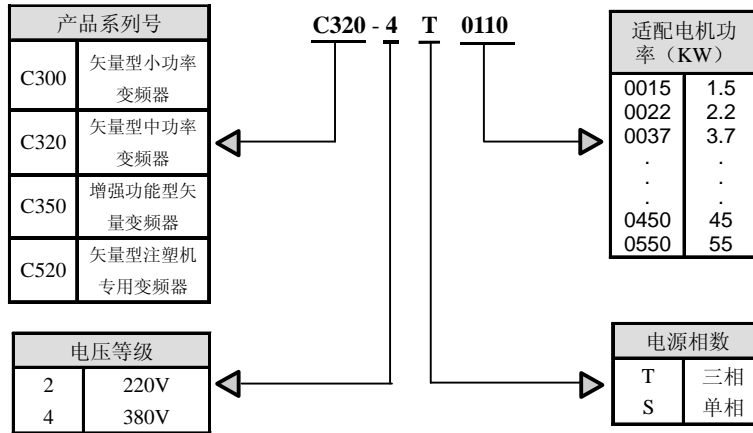 C320 - 4 T 0110
产品系列号
C300 矢量型小功率
变频器
C320 矢量型中功率
变频器
C350 增强功能型矢
量变频器
C520 矢量型注塑机
专用变频器
适配电机功
率（KW）
0015 1.5
0022 2.2
0037 3.7
. .
. .
. .
0450 45
0550 55
电压等级
2 220V
4 380V
电源相数
T 三相
S 单相